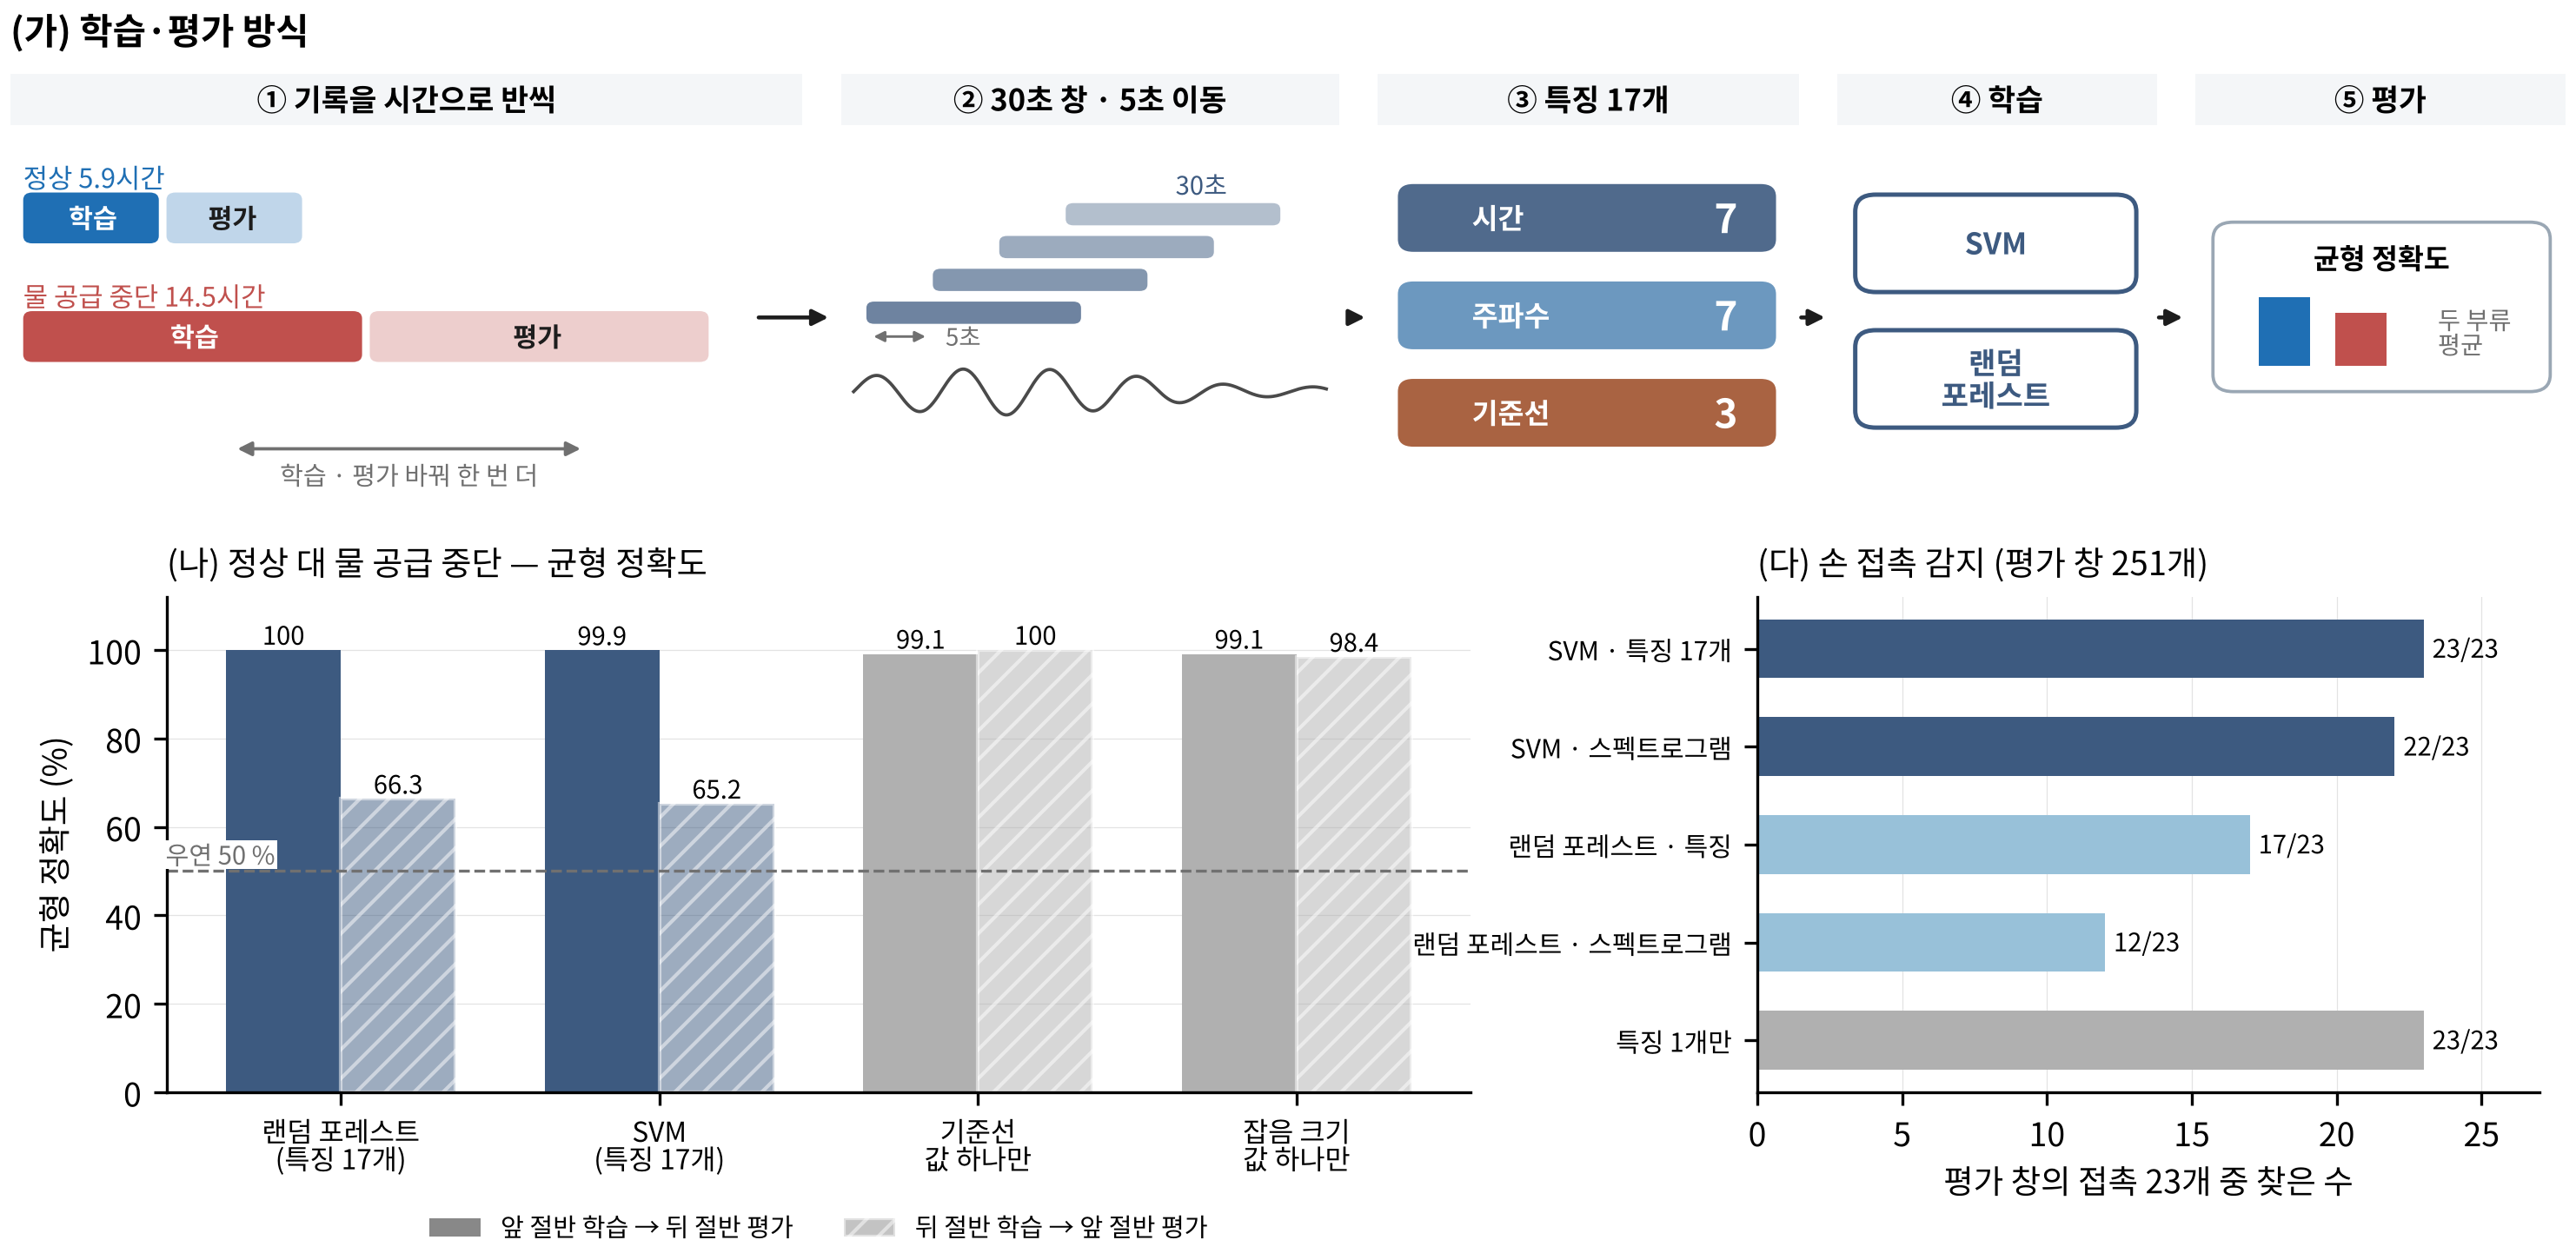 (가) 학습·평가 방식
① 기록을 시간으로 반씩
② 30초 창 · 5초 이동
③ 특징 17개
④ 학습
⑤ 평가
정상 5.9시간
학습
평가
물 공급 중단 14.5시간
학습
평가
학습 · 평가 바꿔 한 번 더
30초
5초
시간 7
주파수 7
기준선 3
SVM
랜덤
포레스트
균형 정확도
두 부류
평균
(나) 정상 대 물 공급 중단 — 균형 정확도
균형 정확도 (%)
100
80
60
40
20
0
우연 50 %
100
66.3
99.9
65.2
99.1
100
99.1
98.4
랜덤 포레스트
(특징 17개)
SVM
(특징 17개)
기준선
값 하나만
잡음 크기
값 하나만
앞 절반 학습 → 뒤 절반 평가
뒤 절반 학습 → 앞 절반 평가
(다) 손 접촉 감지 (평가 창 251개)
SVM · 특징 17개
23/23
SVM · 스펙트로그램
22/23
랜덤 포레스트 · 특징
17/23
랜덤 포레스트 · 스펙트로그램
12/23
특징 1개만
23/23
0
5
10
15
20
25
평가 창의 접촉 23개 중 찾은 수